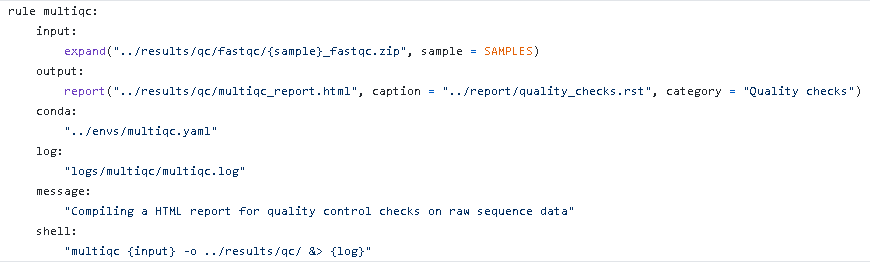 rule multiqc:
    input:
        expand("../results/qc/fastqc/{sample}_fastqc.zip", sample = SAMPLES)
    output:
        report("../results/qc/multiqc_report.html", caption = "../report/quality_checks.rst", category = "Quality checks")
    conda:
        "../envs/multiqc.yaml"
    log:
        "logs/multiqc/multiqc.log"
    message:
        "Compiling a HTML report for quality control checks on raw sequence data"
    shell:
        "multiqc {input} -o ../results/qc/ &> {log}"